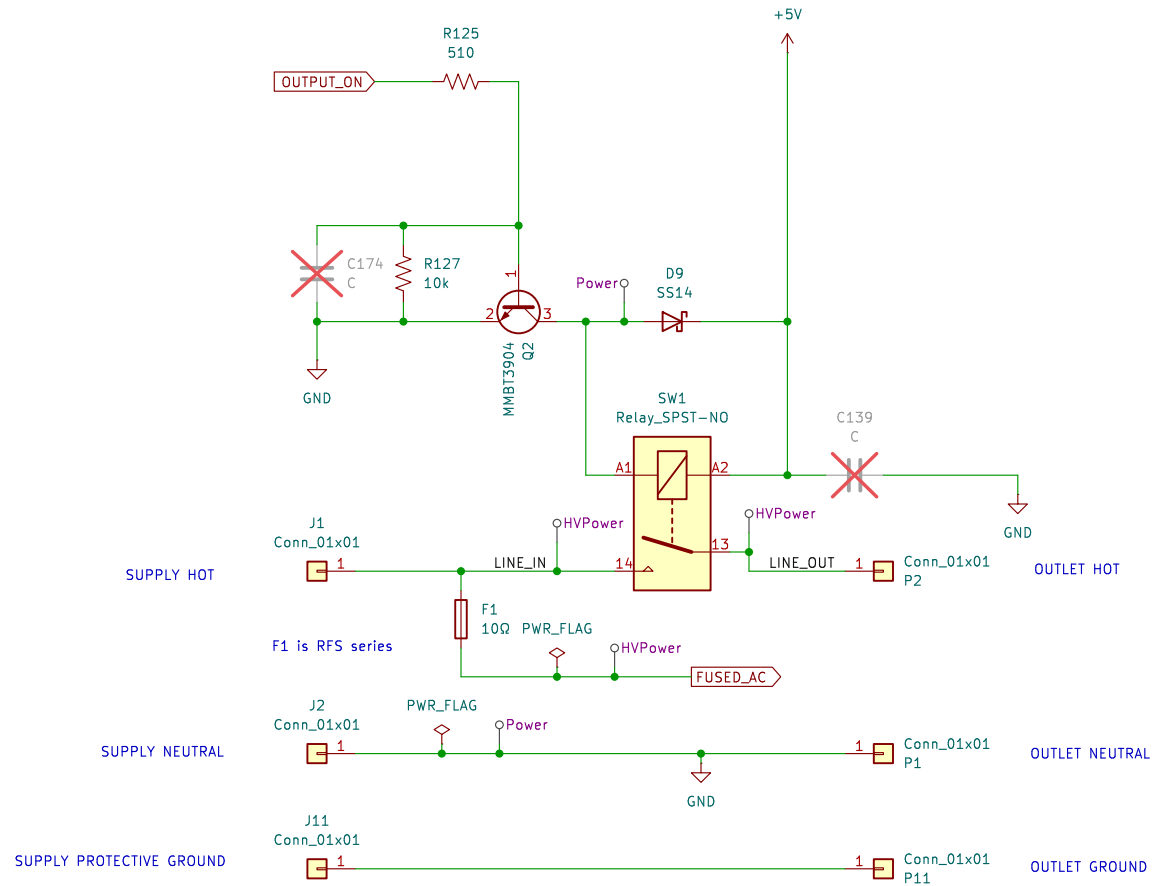 +5V
R125
510
OUTPUT_ON
C174
C
R127
10k
1
2
3
MMBT3904
Q2
Power
D9
SS14
GND
SW1
Relay_SPST-NO
A1
A2
C139
C
GND
HVPower
HVPower
J1
Conn_01x01
1
LINE_IN
14
13
LINE_OUT
1
Conn_01x01
P2
SUPPLY HOT
OUTLET HOT
F1
10Ω
PWR_FLAG
HVPower
F1 is RFS series
FUSED_AC
J2
Conn_01x01
1
PWR_FLAG
Power
SUPPLY NEUTRAL
1
Conn_01x01
P1
OUTLET NEUTRAL
GND
J11
Conn_01x01
1
SUPPLY PROTECTIVE GROUND
1
Conn_01x01
P11
OUTLET GROUND